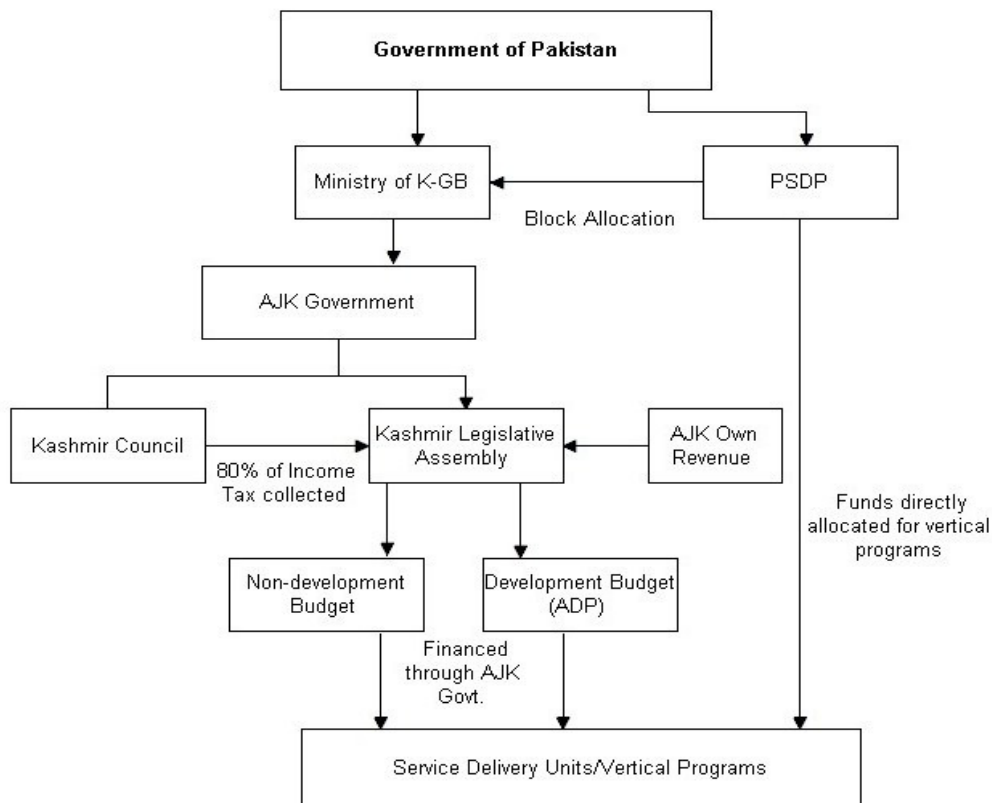 Government of Pakistan
Ministry of K-GB
PSDP
Block Allocation
AJK Government
Kashmir Council
Kashmir Legislative
Assembly
AJK Own
Revenue
80% of Income
Tax collected
Funds directly
allocated for vertical
programs
Non-development
Budget
Development Budget
(ADP)
Financed
through AJK
Govt.
Service Delivery Units/Vertical Programs